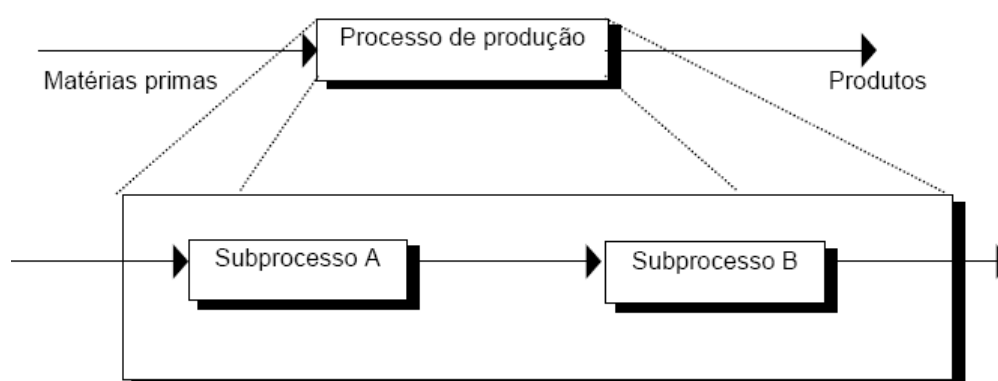 Processo de produção
Matérias primas
Produtos
Subprocesso A
Subprocesso B